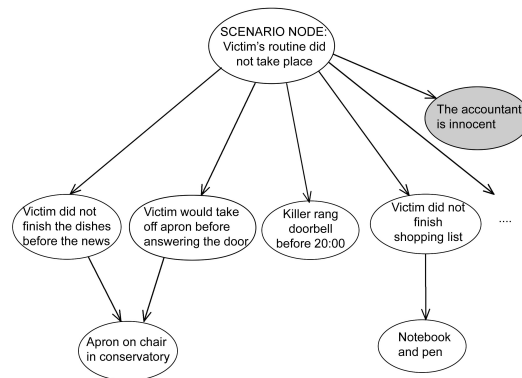 SCENARIO NODE:
Victim's routine did
not take place
The accountant
is innocent
Victim did not
finish the dishes
before the news
Victim would take
off apron before
answering the door
Killer rang
doorbell
before 20:00
Victim did not
finish
shopping list
....
Apron on chair
in conservatory
Notebook
and pen